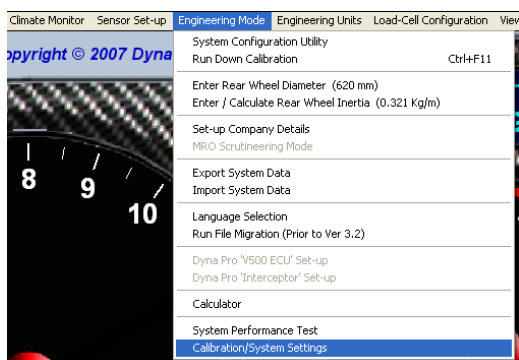 Climate Monitor Sensor Set-up Engineering Mode Engineering Units Load-Cell Configuration View
opyright © 2007 Dyna
System Configuration Utility
Run Down Calibration Ctrl+F11
Enter Rear Wheel Diameter (620 mm)
Enter / Calculate Rear Wheel Inertia (0.321 Kg/m)
Set-up Company Details
MRO Scrutineering Mode
Export System Data
Import System Data
Language Selection
Run File Migration (Prior to Ver 3.2)
Dyna Pro 'V500 ECU' Set-up
Dyna Pro 'Interceptor' Set-up
Calculator
System Performance Test
Calibration/System Settings
8
9
10